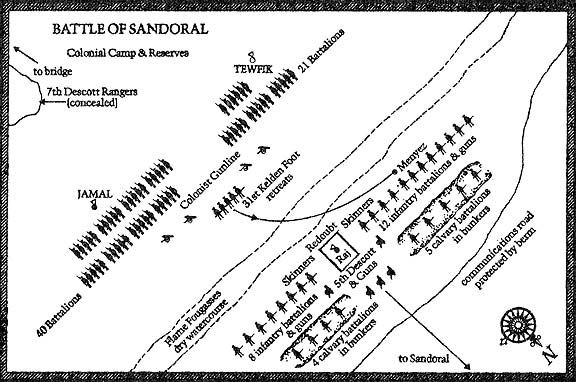 BATTLE OF SANDORAL
Colonial Camp & Reserves
to bridge
7th Descott Rangers
(concealed)
TEWFIK
21 Battalions
JAMAL
Colonist Gunline
31st Kelden Foot
retreats
40 Battalions
Menyez
Skinners
12 infantry battalions & guns
5 calvary battalions
in bunkers
Redoubt
Raj
Skinners
5th Descott
& Guns
8 infantry battalions
& guns
4 calvary battalions
in bunkers
Flame Fougasses
dry watercourse
communications road
protected by berm
to Sandoral
N